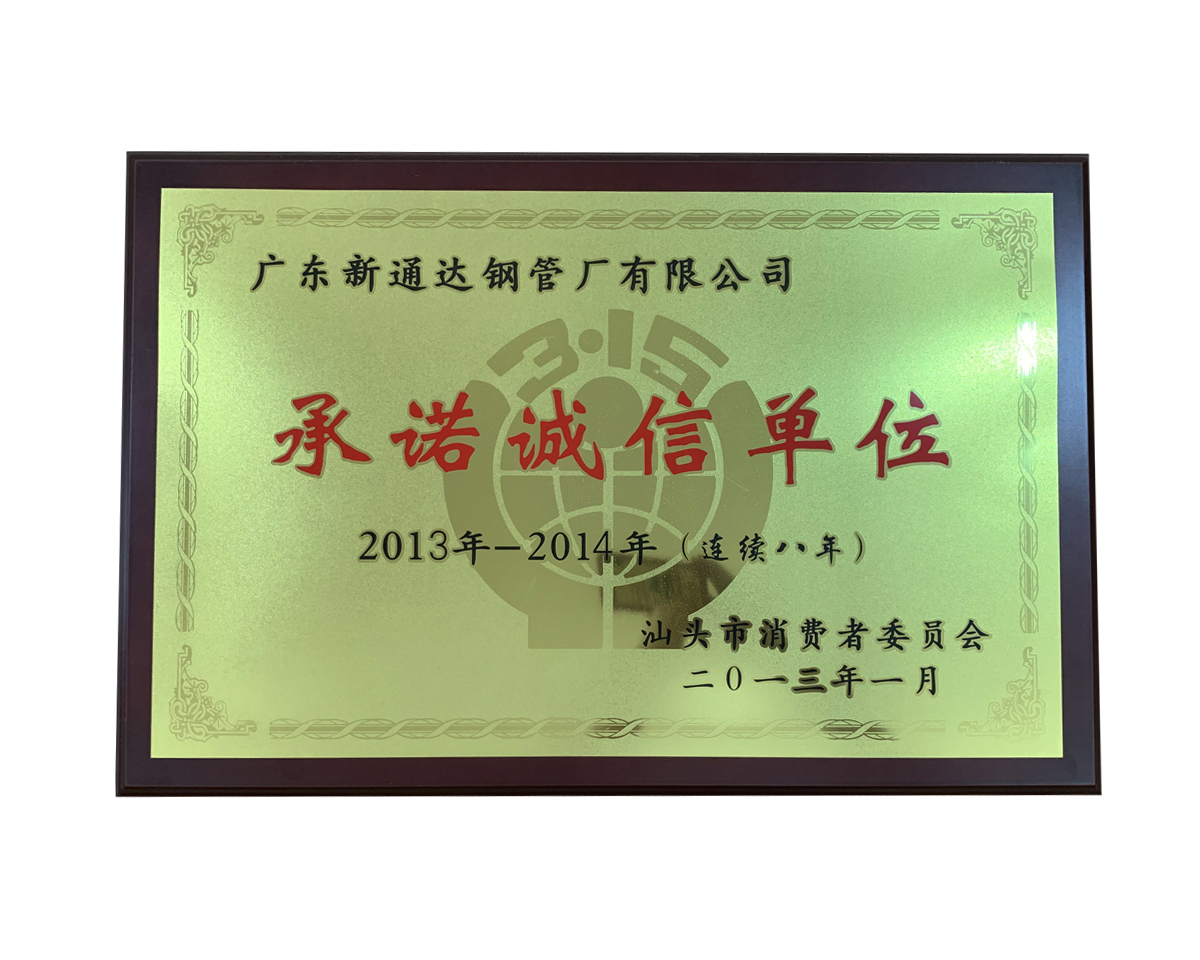 广东新通达钢管厂有限公司
3·15
承诺诚信单位
2013年-2014年（连续八年）
汕头市消费者委员会
二0一三年一月